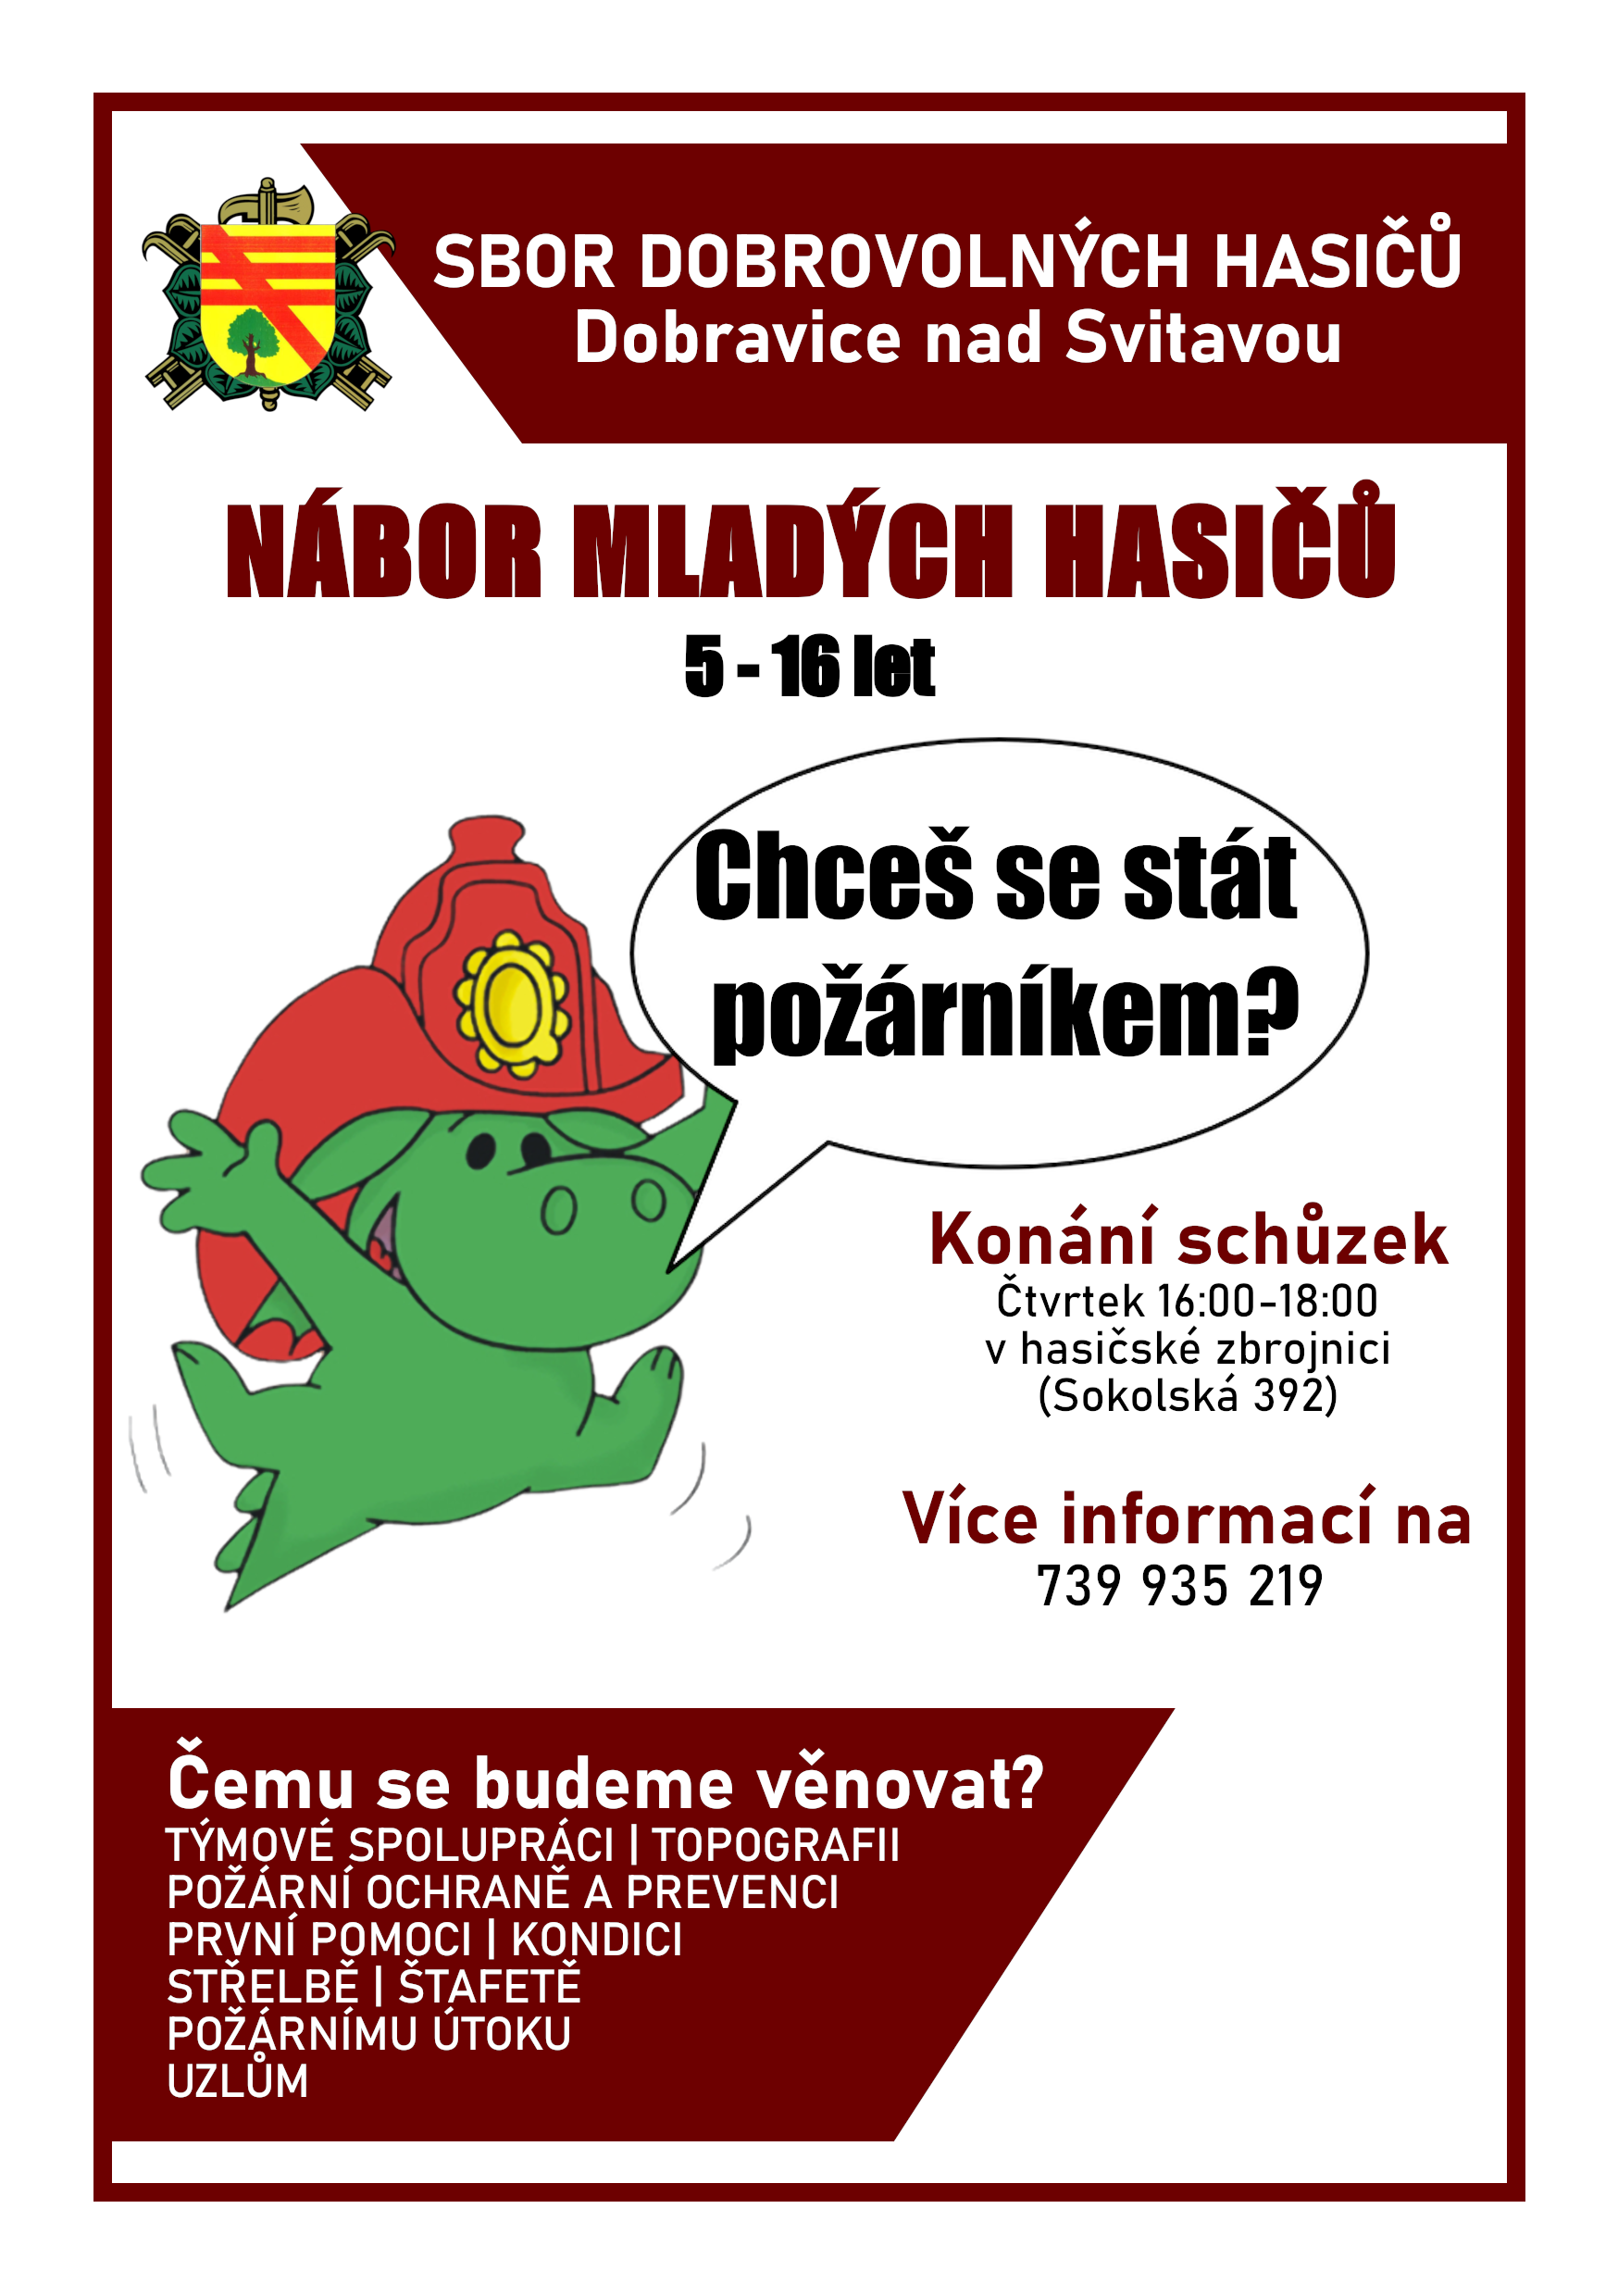 SBOR DOBROVOLNÝCH HASIČŮ
Dobravice nad Svitavou
NÁBOR MLADÝCH HASIČŮ
5 - 16 let
Chceš se stát
požárníkem?
Konání schůzek
Čtvrtek 16:00-18:00
v hasičské zbrojnici
(Sokolská 392)
Více informací na
739 935 219
Čemu se budeme věnovat?
TÝMOVÉ SPOLUPRÁCI | TOPOGRAFII
POŽÁRNÍ OCHRANĚ A PREVENCI
PRVNÍ POMOCI | KONDICI
STŘELBĚ | ŠTAFETĚ
POŽÁRNÍMU ÚTOKU
UZLŮM